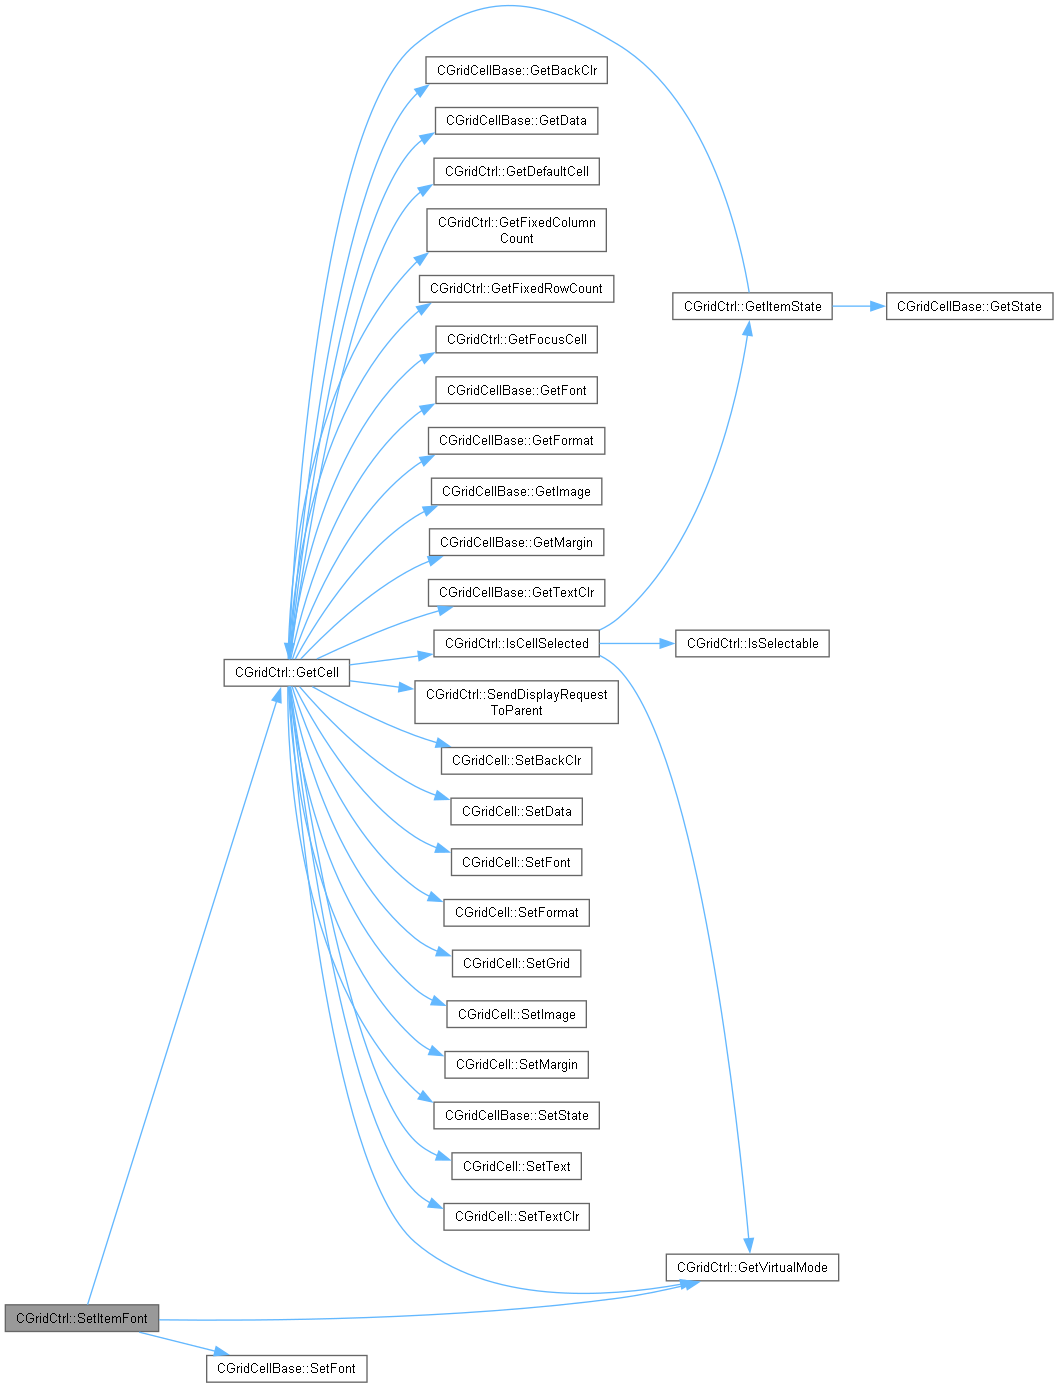 CGridCellBase::GetBackClr
CGridCellBase::GetData
CGridCtrl::GetDefaultCell
CGridCtrl::GetFixedColumn
Count
CGridCtrl::GetFixedRowCount
CGridCtrl::GetItemState
CGridCellBase::GetState
CGridCtrl::GetFocusCell
CGridCellBase::GetFont
CGridCellBase::GetFormat
CGridCellBase::GetImage
CGridCellBase::GetMargin
CGridCellBase::GetTextClr
CGridCtrl::IsCellSelected
CGridCtrl::IsSelectable
CGridCtrl::GetCell
CGridCtrl::SendDisplayRequest
ToParent
CGridCell::SetBackClr
CGridCell::SetData
CGridCell::SetFont
CGridCell::SetFormat
CGridCell::SetGrid
CGridCell::SetImage
CGridCell::SetMargin
CGridCellBase::SetState
CGridCell::SetText
CGridCell::SetTextClr
CGridCtrl::GetVirtualMode
CGridCtrl::SetItemFont
CGridCellBase::SetFont